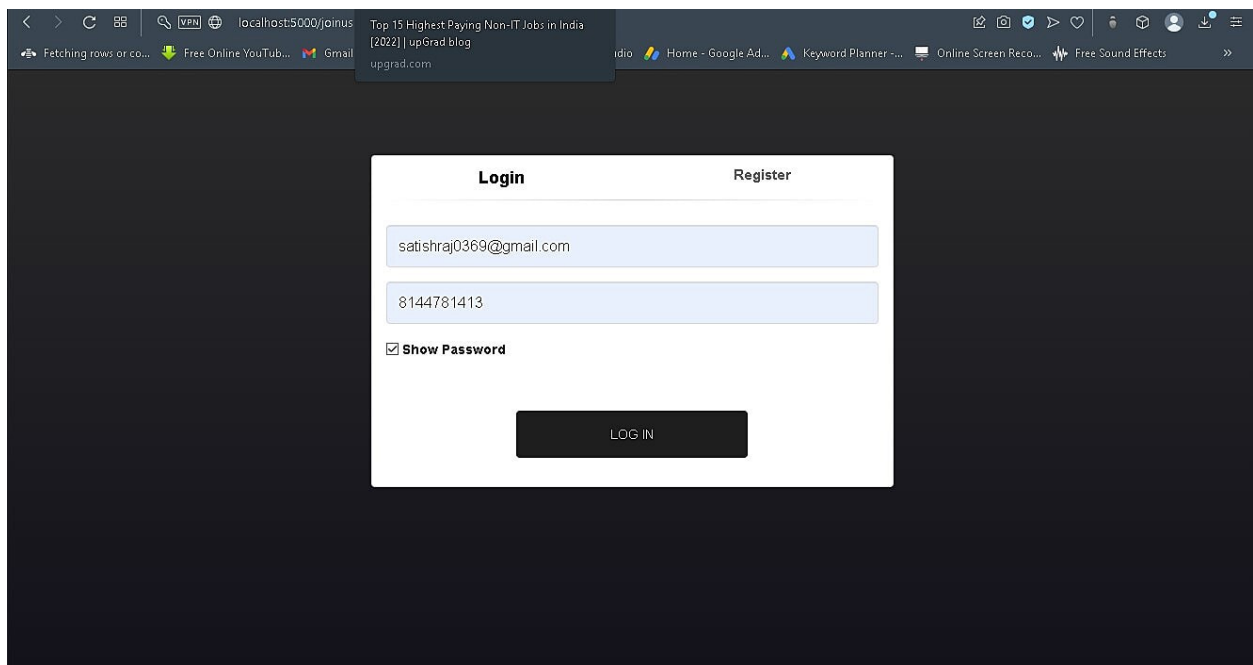 VPN localhost:5000/joinus
Top 15 Highest Paying Non-IT Jobs in India
[2022] | upGrad blog
upgrad.com
Fetching rows or co... Free Online YouTub... Gmail Home - Google Ad... Keyword Planner -... Online Screen Reco... Free Sound Effects »
Login Register
satishraj0369@gmail.com
8144781413
Show Password
LOG IN